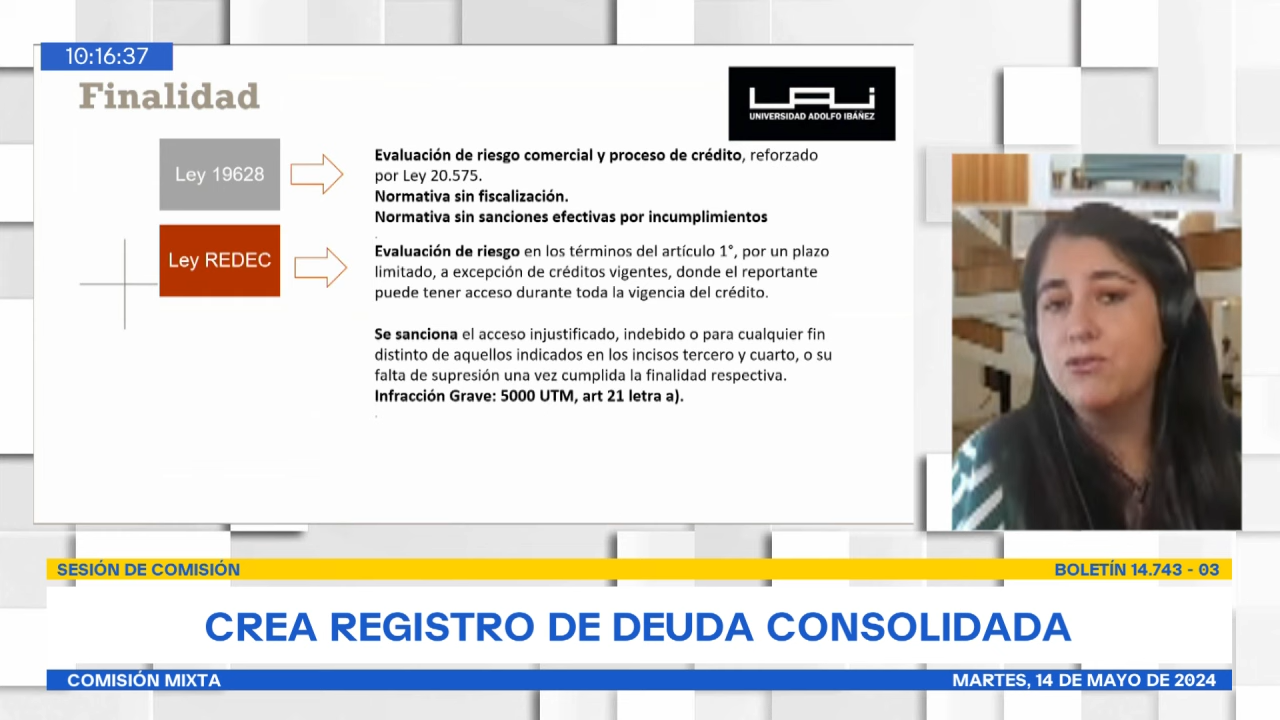 10:16:37
Finalidad
UAI
UNIVERSIDAD ADOLFO IBÁÑEZ
Ley 19628
Evaluación de riesgo comercial y proceso de crédito, reforzado
por Ley 20.575.
Normativa sin fiscalización.
Normativa sin sanciones efectivas por incumplimientos
Ley REDEC
Evaluación de riesgo en los términos del artículo 1°, por un plazo
limitado, a excepción de créditos vigentes, donde el reportante
puede tener acceso durante toda la vigencia del crédito.
Se sanciona el acceso injustificado, indebido o para cualquier fin
distinto de aquellos indicados en los incisos tercero y cuarto, o su
falta de supresión una vez cumplida la finalidad respectiva.
Infracción Grave: 5000 UTM, art 21 letra a).
SESIÓN DE COMISIÓN
BOLETÍN 14.743 - 03
CREA REGISTRO DE DEUDA CONSOLIDADA
COMISIÓN MIXTA
MARTES, 14 DE MAYO DE 2024